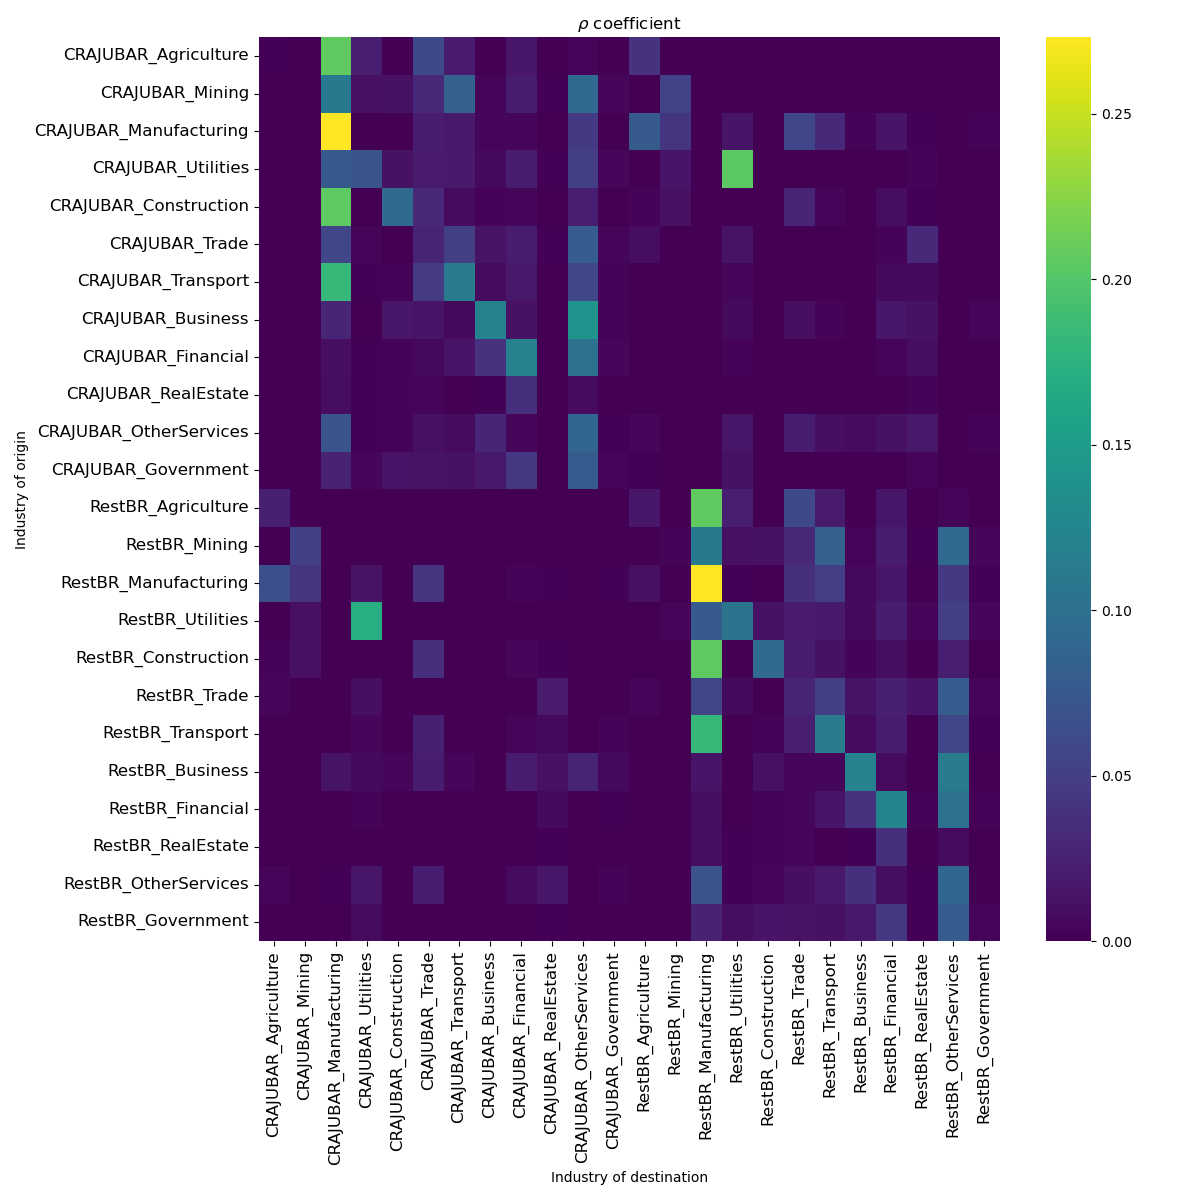 ρ coefficient
CRAJUBAR_Agriculture
CRAJUBAR_Mining
CRAJUBAR_Manufacturing
CRAJUBAR_Utilities
CRAJUBAR_Construction
CRAJUBAR_Trade
CRAJUBAR_Transport
CRAJUBAR_Business
CRAJUBAR_Financial
CRAJUBAR_RealEstate
CRAJUBAR_OtherServices
CRAJUBAR_Government
RestBR_Agriculture
RestBR_Mining
RestBR_Manufacturing
RestBR_Utilities
RestBR_Construction
RestBR_Trade
RestBR_Transport
RestBR_Business
RestBR_Financial
RestBR_RealEstate
RestBR_OtherServices
RestBR_Government
Industry of origin
CRAJUBAR_Agriculture
CRAJUBAR_Mining
CRAJUBAR_Manufacturing
CRAJUBAR_Utilities
CRAJUBAR_Construction
CRAJUBAR_Trade
CRAJUBAR_Transport
CRAJUBAR_Business
CRAJUBAR_Financial
CRAJUBAR_RealEstate
CRAJUBAR_OtherServices
CRAJUBAR_Government
RestBR_Agriculture
RestBR_Mining
RestBR_Manufacturing
RestBR_Utilities
RestBR_Construction
RestBR_Trade
RestBR_Transport
RestBR_Business
RestBR_Financial
RestBR_RealEstate
RestBR_OtherServices
RestBR_Government
Industry of destination
0.25
0.20
0.15
0.10
0.05
0.00